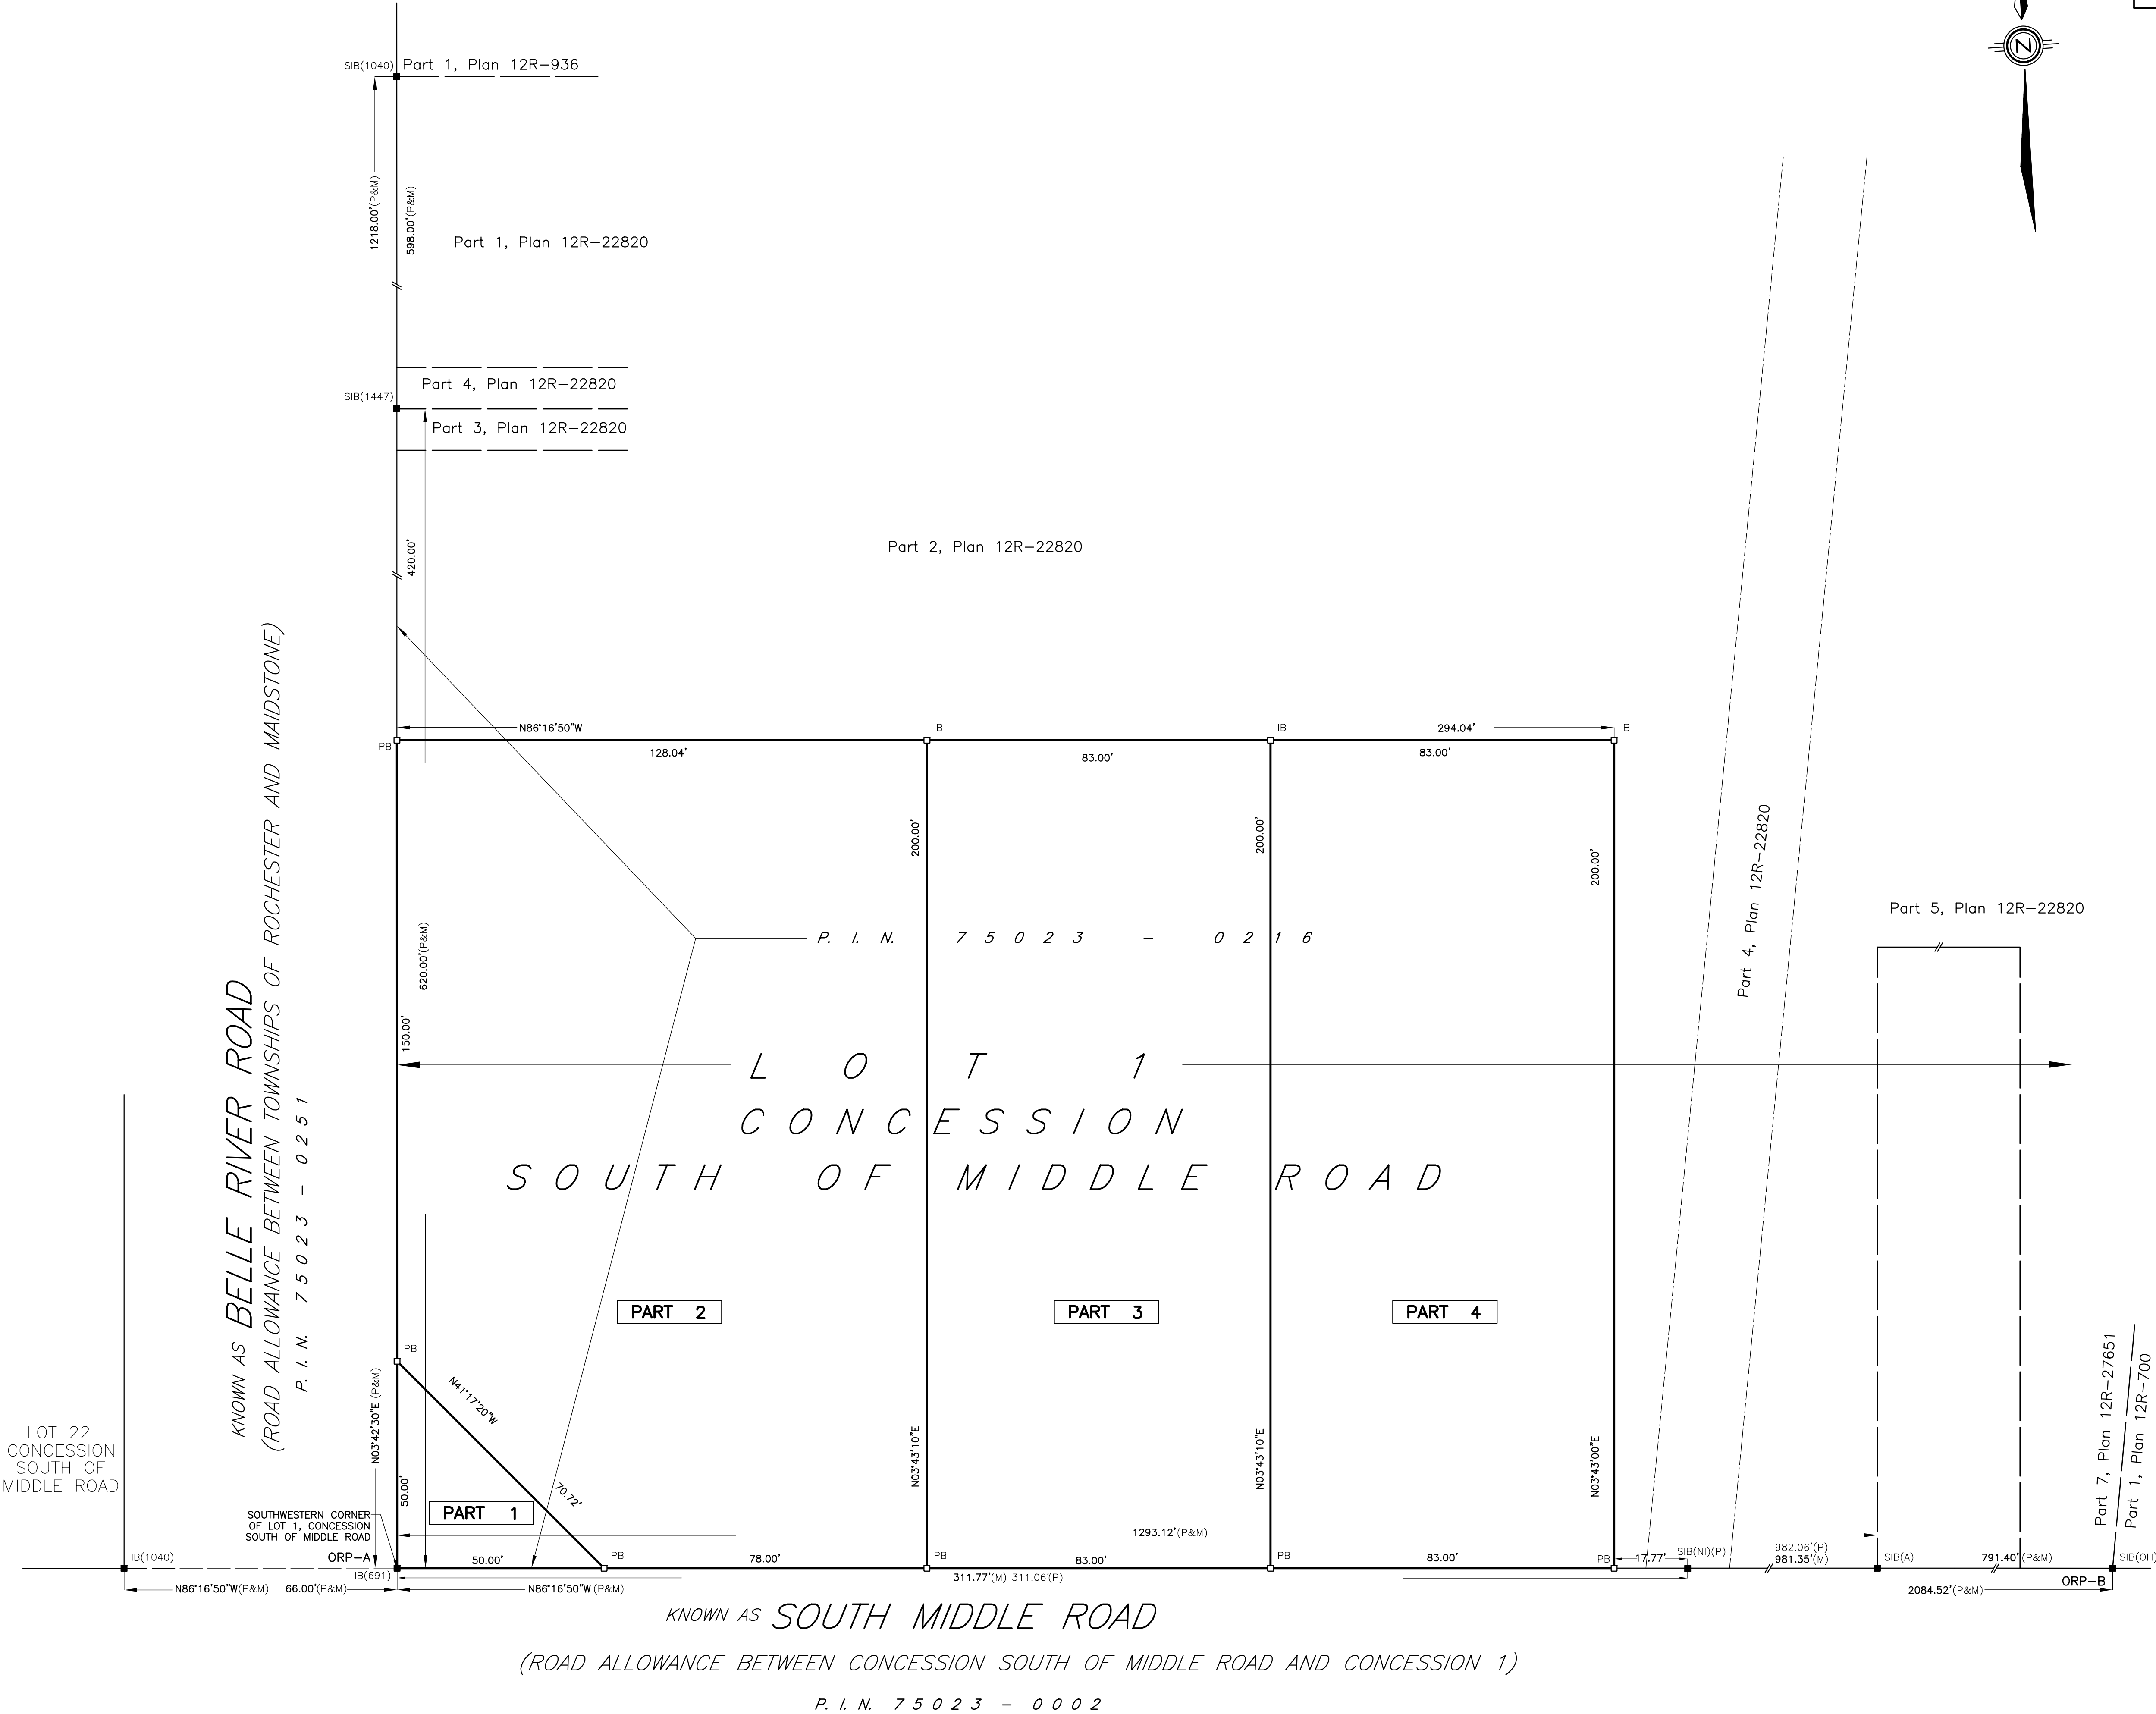 N
SIB(1040)
Part 1, Plan 12R-936
1218.00'(P&M)
598.00'(P&M)
Part 1, Plan 12R-22820
Part 4, Plan 12R-22820
SIB(1447)
Part 3, Plan 12R-22820
420.00'
Part 2, Plan 12R-22820
N86°16'50"W
IB
IB
294.04'
IB
PB
128.04'
83.00'
83.00'
200.00'
200.00'
200.00'
Part 4, Plan 12R-22820
Part 5, Plan 12R-22820
P. I. N. 75023 - 0216
620.00'(P&M)
150.00'
KNOWN AS BELLE RIVER ROAD
(ROAD ALLOWANCE BETWEEN TOWNSHIPS OF ROCHESTER AND MAIDSTONE)
P. I. N. 75023 - 0251
LOT 1
CONCESSION
SOUTH OF MIDDLE ROAD
PART 2
PART 3
PART 4
PB
N41°17'20"W
70.72'
N03°42'30"E (P&M)
50.00'
N03°43'10"E
N03°43'10"E
N03°43'00"E
Part 7, Plan 12R-27651
Part 1, Plan 12R-700
LOT 22
CONCESSION
SOUTH OF
MIDDLE ROAD
PART 1
SOUTHWESTERN CORNER
OF LOT 1, CONCESSION
SOUTH OF MIDDLE ROAD
1293.12'(P&M)
IB(1040)
ORP-A
IB(691)
50.00'
PB
78.00'
PB
83.00'
PB
83.00'
PB
17.77'
SIB(NI)(P)
982.06'(P)
981.35'(M)
SIB(A)
791.40' (P&M)
SIB(OH)
ORP-B
N86°16'50"W(P&M)
66.00'(P&M)
N86°16'50"W (P&M)
311.77'(M) 311.06'(P)
2084.52'(P&M)
KNOWN AS SOUTH MIDDLE ROAD
(ROAD ALLOWANCE BETWEEN CONCESSION SOUTH OF MIDDLE ROAD AND CONCESSION 1)
P. I. N. 75023 - 0002